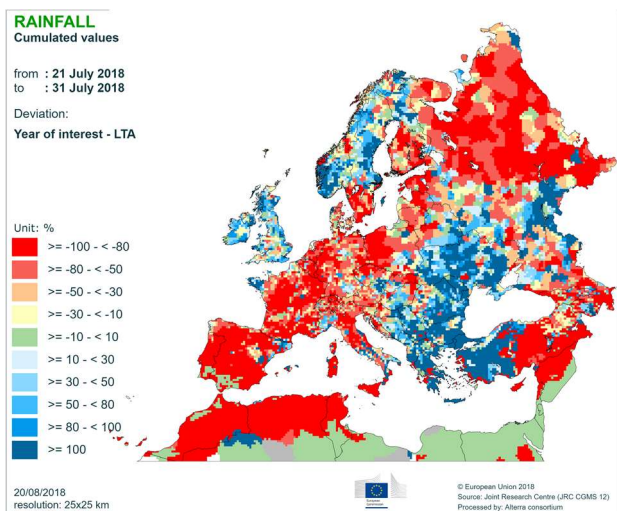 RAINFALL
Cumulated values
from : 21 July 2018
to : 31 July 2018
Deviation:
Year of interest - LTA
Unit: %
>= -100 - < -80
>= -80 - < -50
>= -50 - < -30
>= -30 - < -10
>= -10 - < 10
>= 10 - < 30
>= 30 - < 50
>= 50 - < 80
>= 80 - < 100
>= 100
20/08/2018
resolution: 25x25 km
© European Union 2018
Source: Joint Research Centre (JRC CGMS 12)
Processed by: Alterra consortium